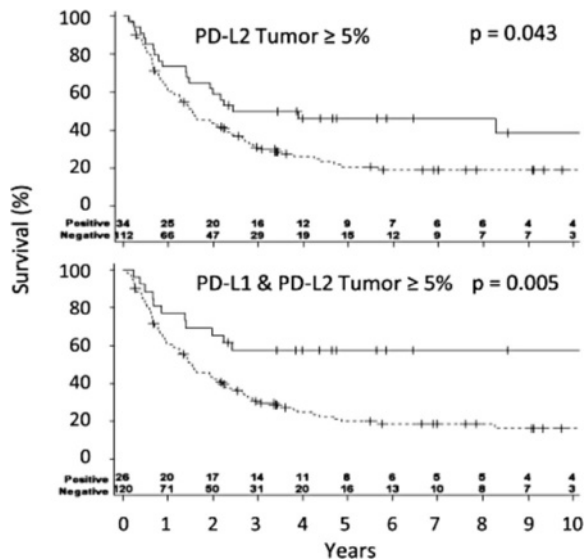 100
PD-L2 Tumor ≥ 5% p = 0.043
80
60
40
20
0
Positive 34 25 20 16 12 9 7 6 6 4 4
Negative 112 66 47 29 19 15 12 9 7 7 3
Survival (%)
100
PD-L1 & PD-L2 Tumor ≥ 5% p = 0.005
80
60
40
20
0
Positive 26 20 17 14 11 8 6 5 5 4 4
Negative 120 71 50 31 20 16 13 10 8 7 3
0 1 2 3 4 5 6 7 8 9 10
Years